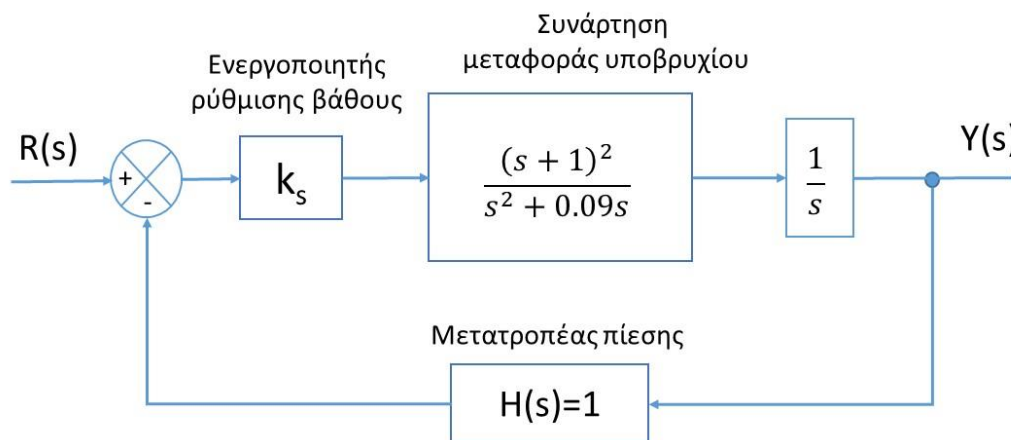 Συνάρτηση
μεταφοράς υποβρυχίου
Ενεργοποιητής
ρύθμισης βάθους
R(s)
+
-
k_s
(s + 1)^2
s^2 + 0.09s
1
s
Y(s)
Μετατροπέας πίεσης
H(s)=1